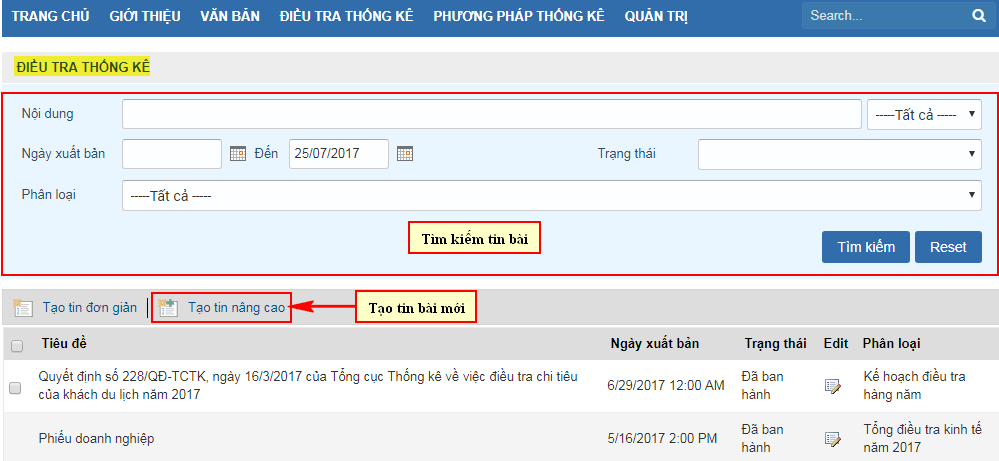 TRANG CHỦ GIỚI THIỆU VĂN BẢN ĐIỀU TRA THỐNG KÊ PHƯƠNG PHÁP THỐNG KÊ QUẢN TRỊ Search...
ĐIỀU TRA THỐNG KÊ
Nội dung -----Tất cả -----
Ngày xuất bản Đến 25/07/2017 Trạng thái
Phân loại -----Tất cả -----
Tìm kiếm tin bài Tìm kiếm Reset
Tạo tin đơn giản Tạo tin nâng cao Tạo tin bài mới
Tiêu đề Ngày xuất bản Trạng thái Edit Phân loại
Quyết định số 228/QĐ-TCTK, ngày 16/3/2017 của Tổng cục Thống kê về việc điều tra chi tiêu
của khách du lịch năm 2017
6/29/2017 12:00 AM
Đã ban
hành
Kế hoạch điều tra
hàng năm
Phiếu doanh nghiệp
5/16/2017 2:00 PM
Đã ban
hành
Tổng điều tra kinh tế
năm 2017